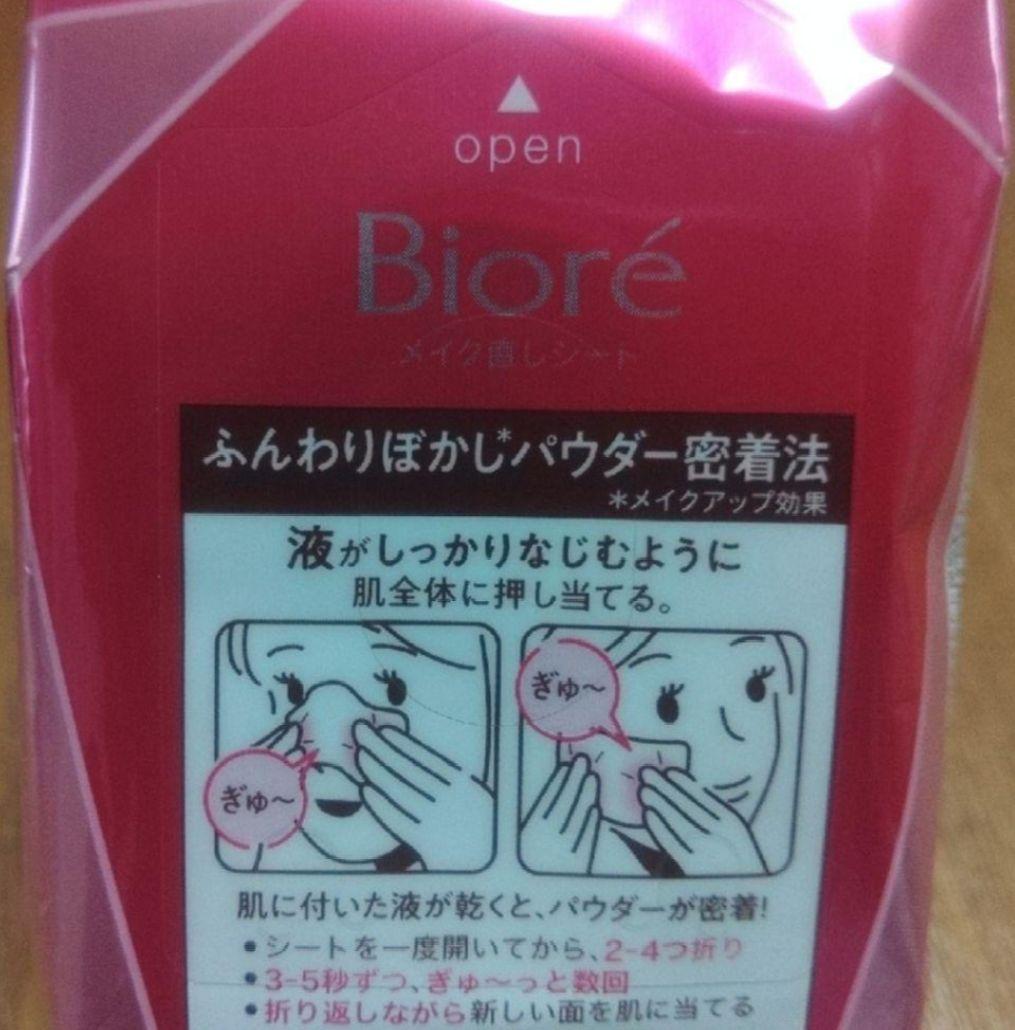 open
Bioré
メイク直しシート
ふんわりぼかし*パウダー密着法
*メイクアップ効果
液がしっかりなじむように
肌全体に押し当てる。
ぎゅ〜
ぎゅ〜
肌に付いた液が乾くと、パウダーが密着!
•シートを一度開いてから、2-4つ折り
•3-5秒ずつ、ぎゅ〜っと数回
•折り返しながら新しい面を肌に当てる